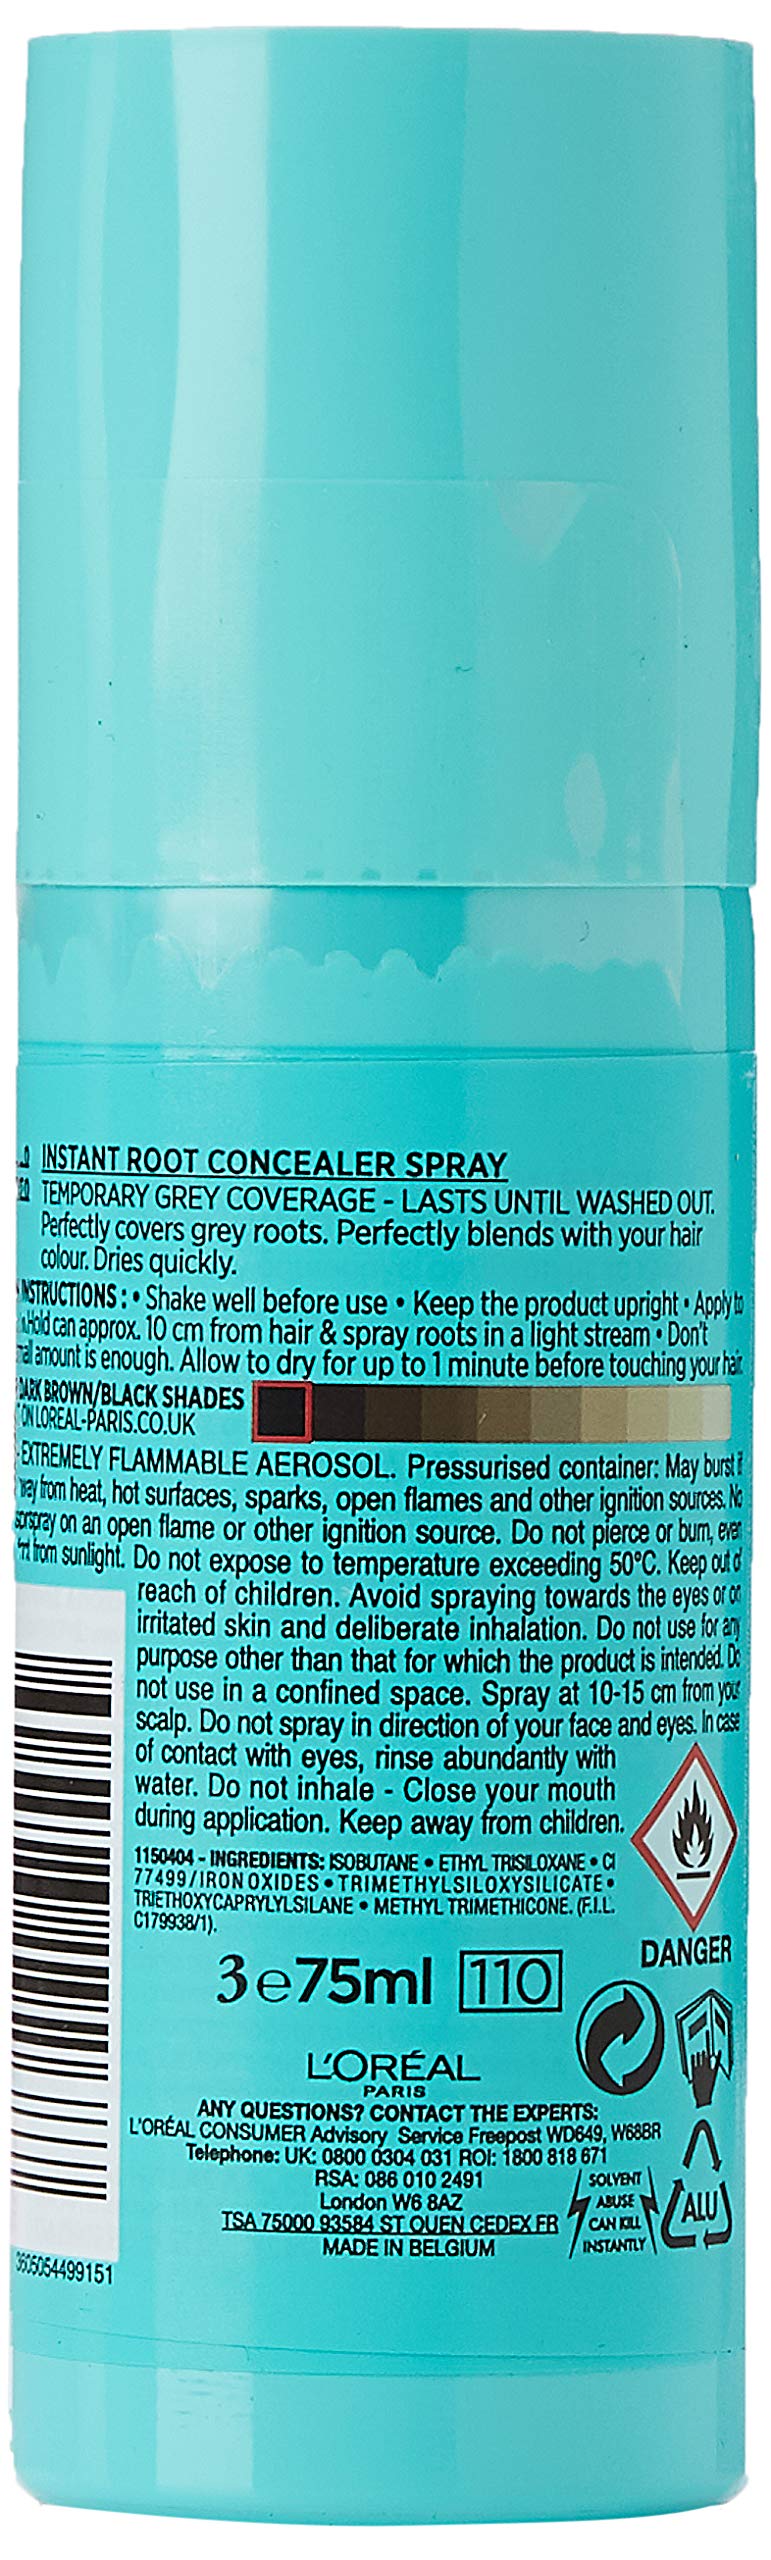 INSTANT ROOT CONCEALER SPRAY
TEMPORARY GREY COVERAGE - LASTS UNTIL WASHED OUT.
Perfectly covers grey roots. Perfectly blends with your hair
colour. Dries quickly.
INSTRUCTIONS : • Shake well before use • Keep the product upright • Apply to
Hold can approx. 10 cm from hair & spray roots in a light stream • Don't
amount is enough. Allow to dry for up to 1 minute before touching your hair.
DARK BROWN/BLACK SHADES
ON LOREAL-PARIS.CO.UK
- EXTREMELY FLAMMABLE AEROSOL. Pressurised container: May burst if
from heat, hot surfaces, sparks, open flames and other ignition sources. No
spray on an open flame or other ignition source. Do not pierce or burn, even
from sunlight. Do not expose to temperature exceeding 50°C. Keep out of
reach of children. Avoid spraying towards the eyes or on
irritated skin and deliberate inhalation. Do not use for any
purpose other than that for which the product is intended. Do
not use in a confined space. Spray at 10-15 cm from your
scalp. Do not spray in direction of your face and eyes. In case
of contact with eyes, rinse abundantly with
water. Do not inhale - Close your mouth
during application. Keep away from children.
1150404 - INGREDIENTS: ISOBUTANE • ETHYL TRISILOXANE • CI
77499/IRON OXIDES • TRIMETHYLSILOXYSILICATE •
TRIETHOXYCAPRYLYLSILANE • METHYL TRIMETHICONE. (F.I.L.
C179938/1).
DANGER
3 e 75ml 110
L'ORÉAL
PARIS
ANY QUESTIONS? CONTACT THE EXPERTS:
L'ORÉAL CONSUMER Advisory Service Freepost WD649, W68BR
Telephone: UK: 0800 0304 031 ROI: 1800 818 671
RSA: 086 010 2491
London W6 8AZ
TSA 75000 93584 ST OUEN CEDEX FR
MADE IN BELGIUM
SOLVENT
ABUSE
CAN KILL
INSTANTLY
ALU
3605054499151